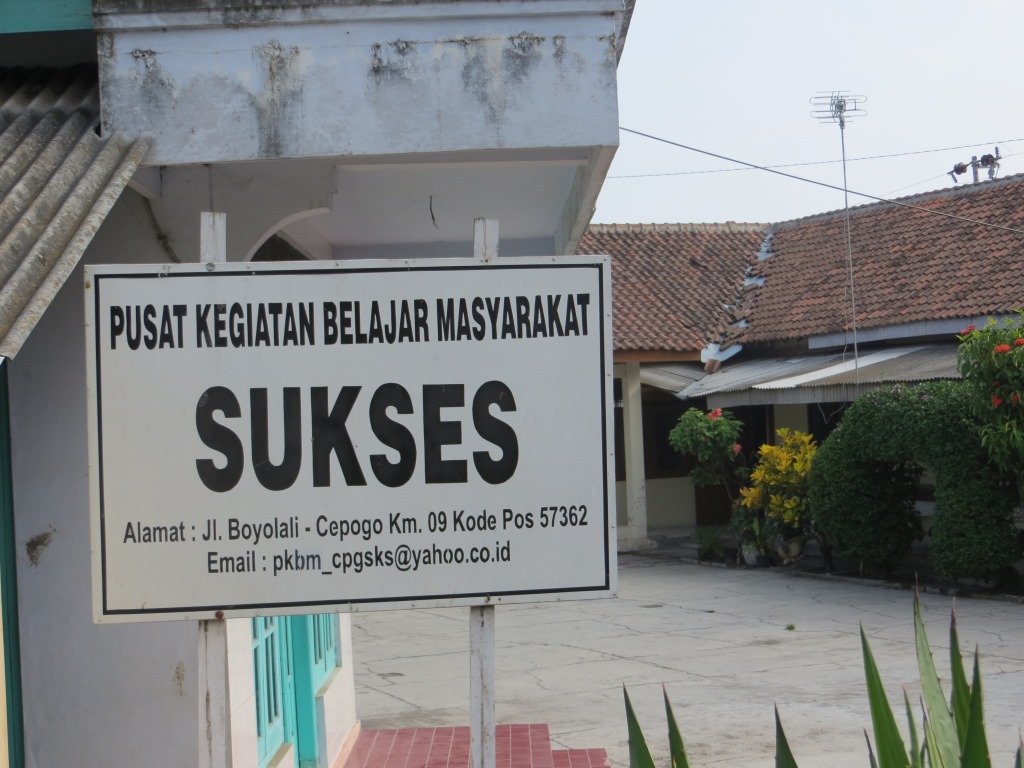 PUSAT KEGIATAN BELAJAR MASYARAKAT
SUKSES
Alamat : Jl. Boyolali - Cepogo Km. 09 Kode Pos 57362
Email : pkbm_cpgsks@yahoo.co.id